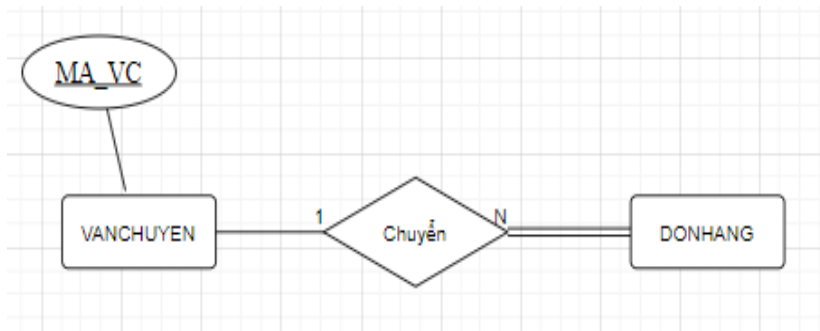 MA_VC
VANCHUYEN
1
Chuyển
N
DONHANG